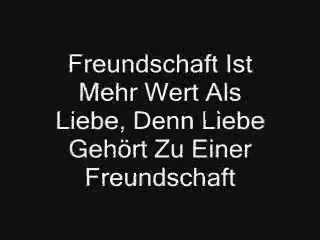 Freundschaft Ist
Mehr Wert Als
Liebe, Denn Liebe
Gehört Zu Einer
Freundschaft